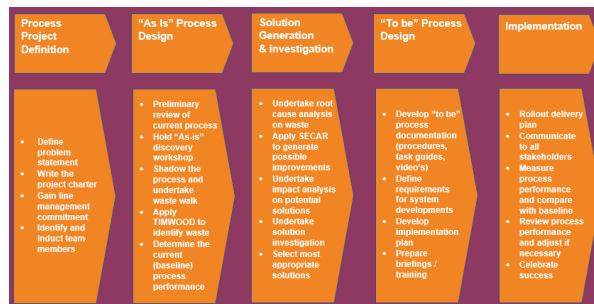 Process
Project
Definition
"As Is" Process
Design
Solution
Generation
& investigation
"To be" Process
Design
Implementation
• Define
problem
statement
• Write the
project charter
• Gain line
management
commitment
• Identify and
induct team
members
• Preliminary
review of
current process
• Hold "As-is"
discovery
workshop
• Shadow the
process and
undertake
waste walk
• Apply
TIMWOOD to
identify waste
• Determine the
current
(baseline)
process
performance
• Undertake root
cause analysis
on waste
• Apply SECAR
to generate
possible
improvements
• Undertake
impact analysis
on potential
solutions
• Undertake
solution
investigation
• Select most
appropriate
solutions
• Develop "to be"
process
documentation
(procedures,
task guides,
video's)
• Define
requirements
for system
developments
• Develop
implementation
plan
• Prepare
briefings /
training
• Rollout delivery
plan
• Communicate
to all
stakeholders
• Measure
process
performance
and compare
with baseline
• Review process
performance
and adjust if
necessary
• Celebrate
success